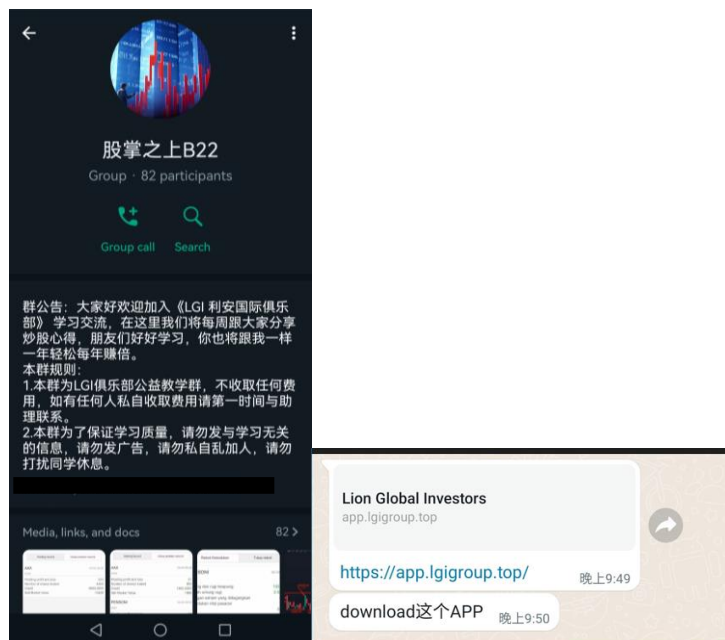 股掌之上B22
Group · 82 participants
Group call
Search
群公告：大家好欢迎加入《LGI 利安国际俱乐
部》 学习交流，在这里我们将每周跟大家分享
炒股心得，朋友们好好学习，你也将跟我一样
一年轻松每年赚倍。
本群规则：
1.本群为LGI俱乐部公益教学群，不收取任何费
用，如有任何人私自收取费用请第一时间与助
理联系。
2.本群为了保证学习质量，请勿发与学习无关
的信息，请勿发广告，请勿私自乱加人，请勿
打扰同学休息。
Media, links, and docs
82
Lion Global Investors
app.lgigroup.top
https://app.lgigroup.top/
晚上9:49
download这个APP
晚上9:50